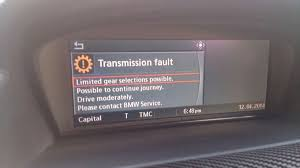 Transmission fault
Limited gear selections possible.
Possible to continue journey.
Drive moderately.
Please contact BMW Service.
Capital T TMC 6:49 pm